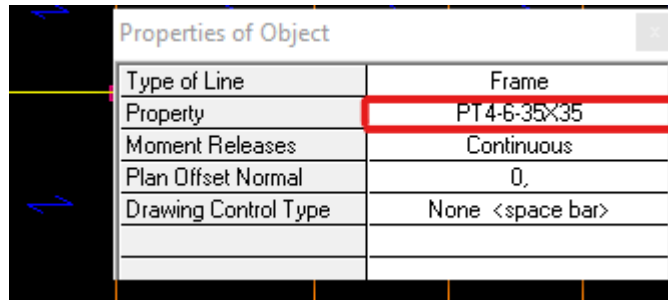 Properties of Object
x
Type of Line Frame
Property PT4-6-35X35
Moment Releases Continuous
Plan Offset Normal 0,
Drawing Control Type None <space bar>